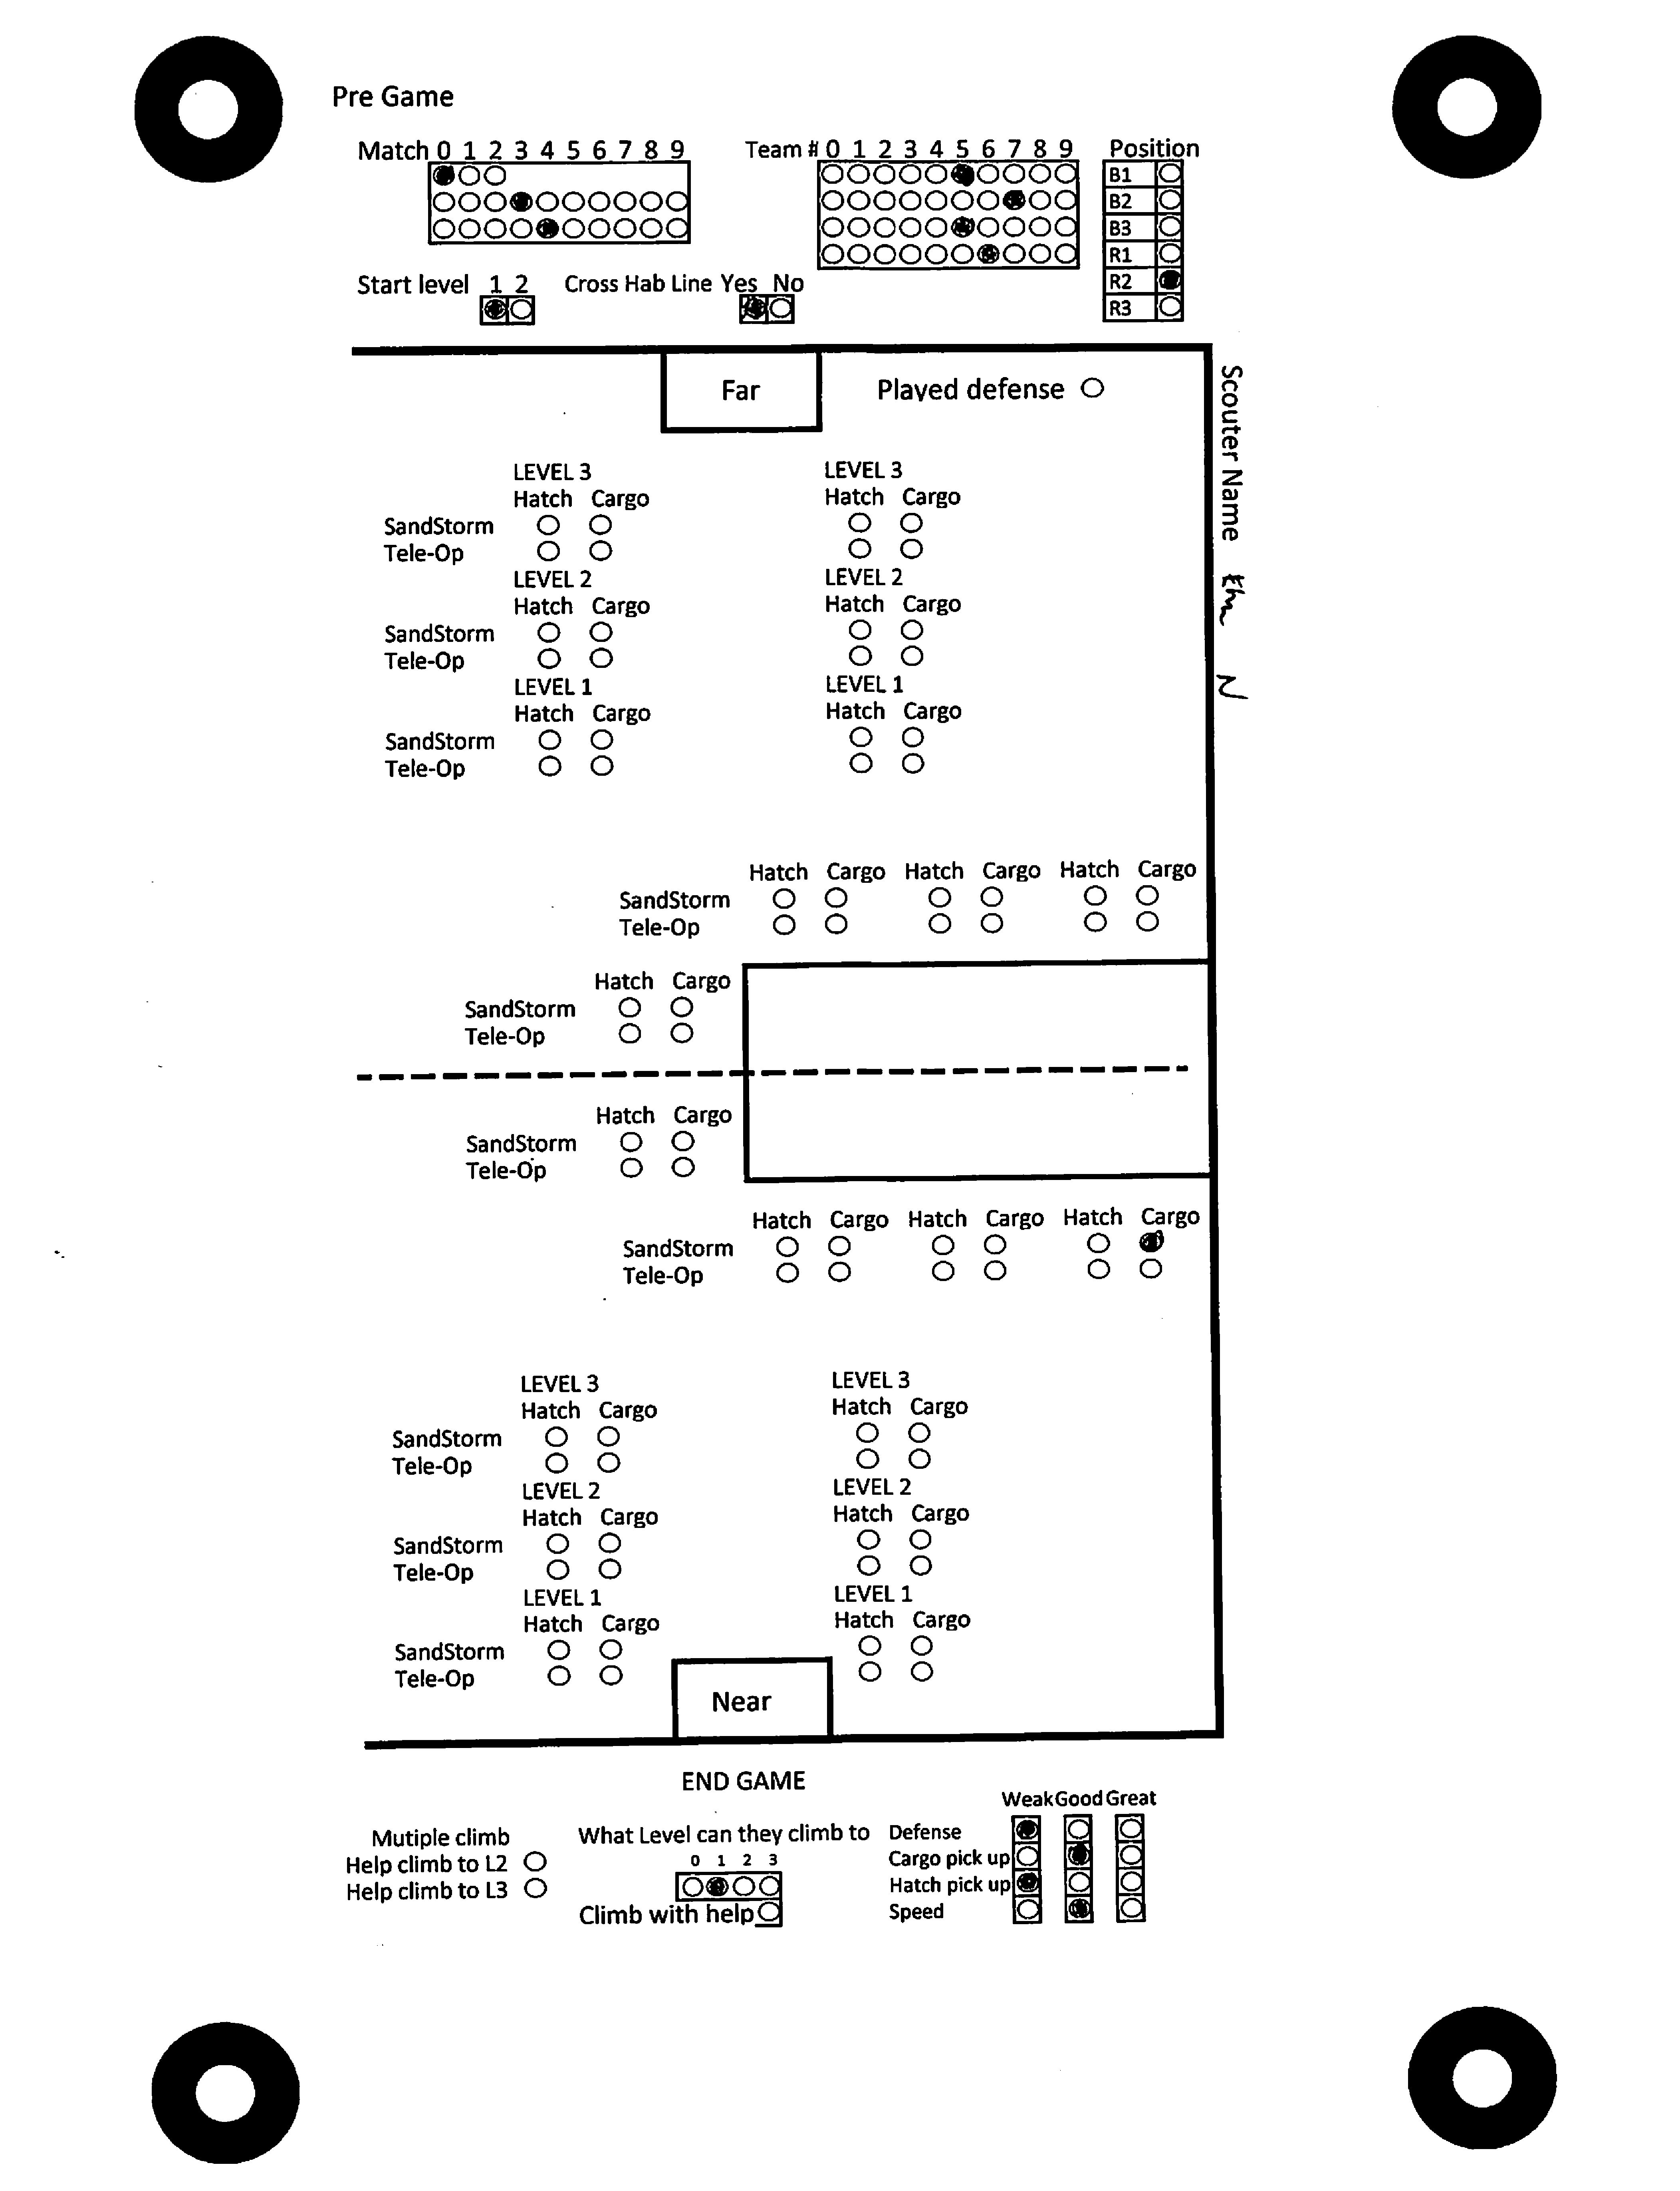 Pre Game
Match 0 1 2 3 4 5 6 7 8 9
Team # 0 1 2 3 4 5 6 7 8 9
Position
B1
B2
B3
R1
R2
R3
Start level 1 2
Cross Hab Line Yes No
Far
Played defense
Scouter Name
N
LEVEL 3 LEVEL 3
Hatch Cargo Hatch Cargo
SandStorm
Tele-Op
LEVEL 2 LEVEL 2
Hatch Cargo Hatch Cargo
SandStorm
Tele-Op
LEVEL 1 LEVEL 1
Hatch Cargo Hatch Cargo
SandStorm
Tele-Op
Hatch Cargo Hatch Cargo Hatch Cargo
SandStorm
Tele-Op
Hatch Cargo
SandStorm
Tele-Op
Hatch Cargo
SandStorm
Tele-Op
Hatch Cargo Hatch Cargo Hatch Cargo
SandStorm
Tele-Op
LEVEL 3 LEVEL 3
Hatch Cargo Hatch Cargo
SandStorm
Tele-Op
LEVEL 2 LEVEL 2
Hatch Cargo Hatch Cargo
SandStorm
Tele-Op
LEVEL 1 LEVEL 1
Hatch Cargo Hatch Cargo
SandStorm
Tele-Op
Near
END GAME
Mutiple climb
Help climb to L2
Help climb to L3
What Level can they climb to
0 1 2 3
Climb with help
Weak Good Great
Defense
Cargo pick up
Hatch pick up
Speed